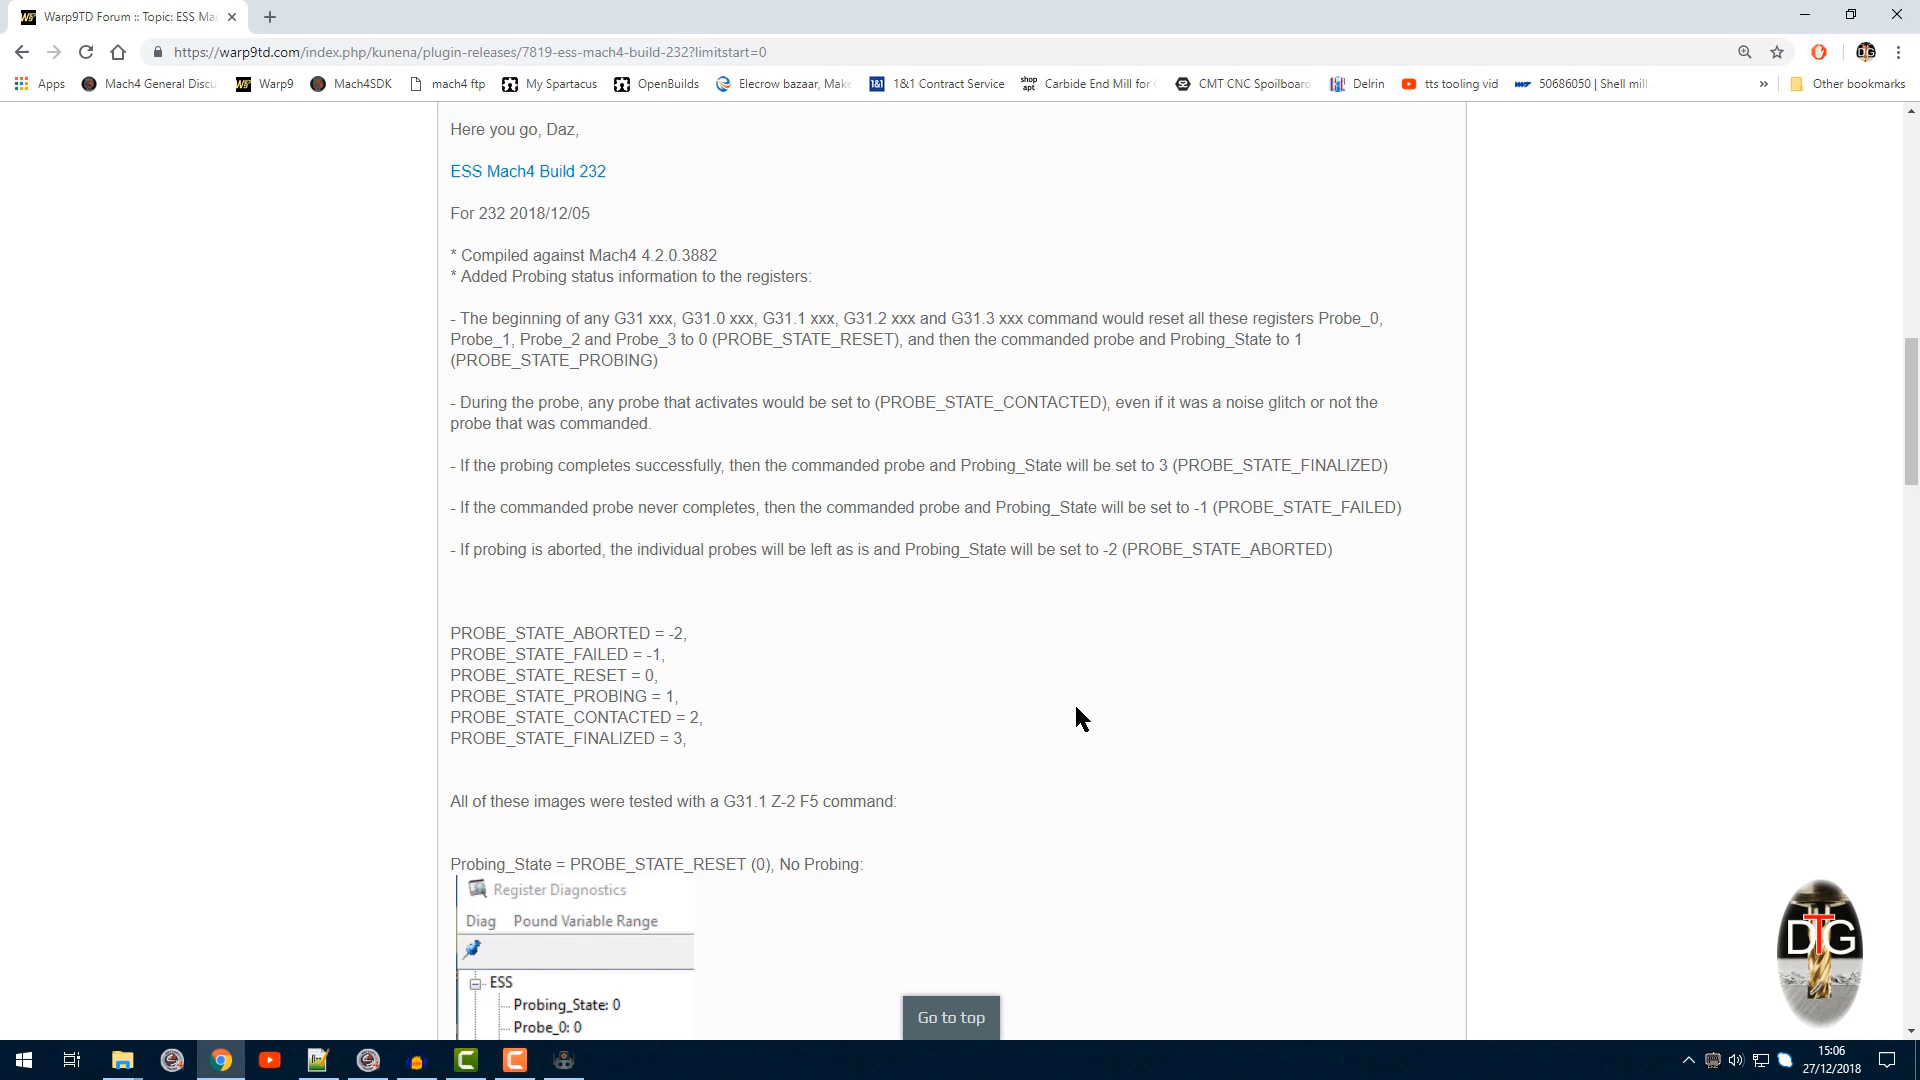 Warp9TD Forum :: Topic: ESS Mac
https://warp9td.com/index.php/kunena/plugin-releases/7819-ess-mach4-build-232?limitstart=0
Apps Mach4 General Discu Warp9 Mach4SDK mach4 ftp My Spartacus OpenBuilds Elecrow bazaar, Make 1&1 Contract Service Carbide End Mill for CMT CNC Spoilboard Delrin tts tooling vid 50686050 | Shell mill » Other bookmarks
Here you go, Daz,
ESS Mach4 Build 232
For 232 2018/12/05
* Compiled against Mach4 4.2.0.3882
* Added Probing status information to the registers:
- The beginning of any G31 xxx, G31.0 xxx, G31.1 xxx, G31.2 xxx and G31.3 xxx command would reset all these registers Probe_0,
Probe_1, Probe_2 and Probe_3 to 0 (PROBE_STATE_RESET), and then the commanded probe and Probing_State to 1
(PROBE_STATE_PROBING)
- During the probe, any probe that activates would be set to (PROBE_STATE_CONTACTED), even if it was a noise glitch or not the
probe that was commanded.
- If the probing completes successfully, then the commanded probe and Probing_State will be set to 3 (PROBE_STATE_FINALIZED)
- If the commanded probe never completes, then the commanded probe and Probing_State will be set to -1 (PROBE_STATE_FAILED)
- If probing is aborted, the individual probes will be left as is and Probing_State will be set to -2 (PROBE_STATE_ABORTED)
PROBE_STATE_ABORTED = -2,
PROBE_STATE_FAILED = -1,
PROBE_STATE_RESET = 0,
PROBE_STATE_PROBING = 1,
PROBE_STATE_CONTACTED = 2,
PROBE_STATE_FINALIZED = 3,
All of these images were tested with a G31.1 Z-2 F5 command:
Probing_State = PROBE_STATE_RESET (0), No Probing:
Register Diagnostics
Diag Pound Variable Range
ESS
Probing_State: 0
Probe_0: 0
Go to top
DTG
15:06
27/12/2018